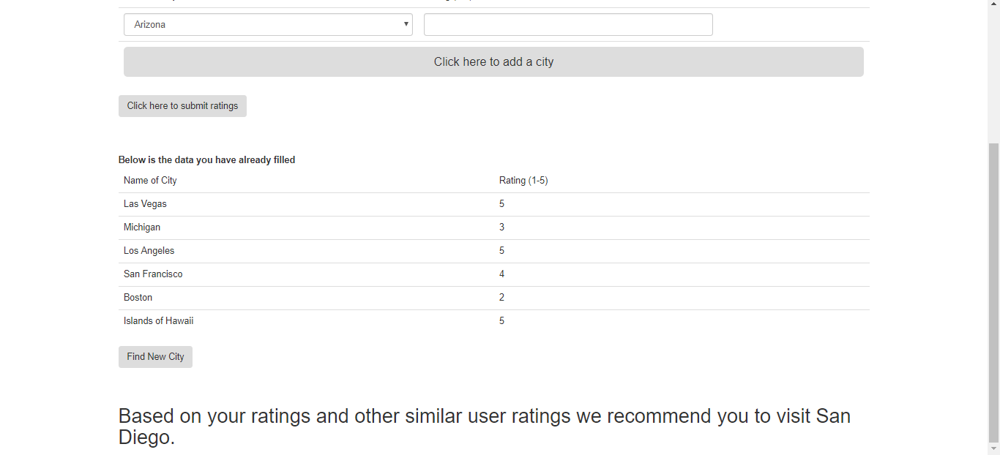 Arizona
Click here to add a city
Click here to submit ratings
Below is the data you have already filled
Name of City Rating (1-5)
Las Vegas 5
Michigan 3
Los Angeles 5
San Francisco 4
Boston 2
Islands of Hawaii 5
Find New City
Based on your ratings and other similar user ratings we recommend you to visit San
Diego.